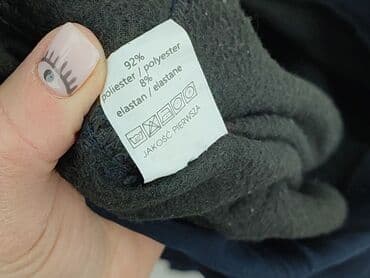 92%
poliester / polyester
8%
elastan / elastane
JAKOŚĆ PIERWSZA